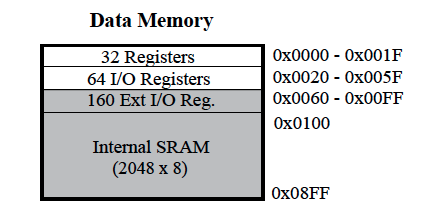 Data Memory
32 Registers 0x0000 - 0x001F
64 I/O Registers 0x0020 - 0x005F
160 Ext I/O Reg. 0x0060 - 0x00FF
0x0100
Internal SRAM
(2048 x 8)
0x08FF